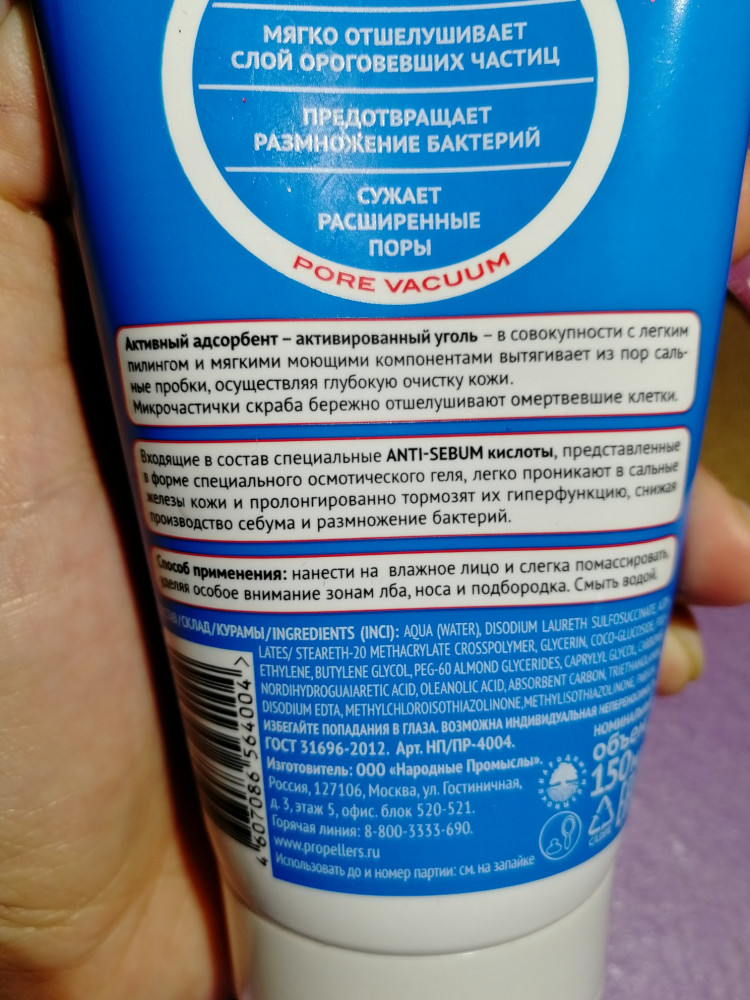 МЯГКО ОТШЕЛУШИВАЕТ
СЛОЙ ОРОГОВЕВШИХ ЧАСТИЦ
ПРЕДОТВРАЩАЕТ
РАЗМНОЖЕНИЕ БАКТЕРИЙ
СУЖАЕТ
РАСШИРЕННЫЕ
ПОРЫ
PORE VACUUM
Активный адсорбент – активированный уголь – в совокупности с легким
пилингом и мягкими моющими компонентами вытягивает из пор саль-
ные пробки, осуществляя глубокую очистку кожи.
Микрочастички скраба бережно отшелушивают омертвевшие клетки.
Входящие в состав специальные ANTI-SEBUM кислоты, представленные
в форме специального осмотического геля, легко проникают в сальные
железы кожи и пролонгированно тормозят их гиперфункцию, снижая
производство себума и размножение бактерий.
Способ применения: нанести на влажное лицо и слегка помассировать,
уделяя особое внимание зонам лба, носа и подбородка. Смыть водой.
/СКЛАД/КУРАМЫ/INGREDIENTS (INCI): AQUA (WATER), DISODIUM LAURETH SULFOSUCCINATE,
LATES/ STEARETH-20 METHACRYLATE CROSSPOLYMER, GLYCERIN, COCO-GLUCOSIDE,
ETHYLENE, BUTYLENE GLYCOL, PEG-60 ALMOND GLYCERIDES, CAPRYLYL GLYCOL,
NORDIHYDROGUAIARETIC ACID, OLEANOLIC ACID, ABSORBENT CARBON,
DISODIUM EDTA, METHYLCHLOROISOTHIAZOLINONE, METHYLISOTHIAZOLINONE,
ИЗБЕГАЙТЕ ПОПАДАНИЯ В ГЛАЗА. ВОЗМОЖНА ИНДИВИДУАЛЬНАЯ
ГОСТ 31696-2012. Арт. НП/ПР-4004.
Изготовитель: ООО «Народные Промыслы».
Россия, 127106, Москва, ул. Гостиничная,
д. 3, этаж 5, офис. блок 520-521.
Горячая линия: 8-800-3333-690.
www.propellers.ru
Использовать до и номер партии: см. на запайке
4 607086 564004 >
150